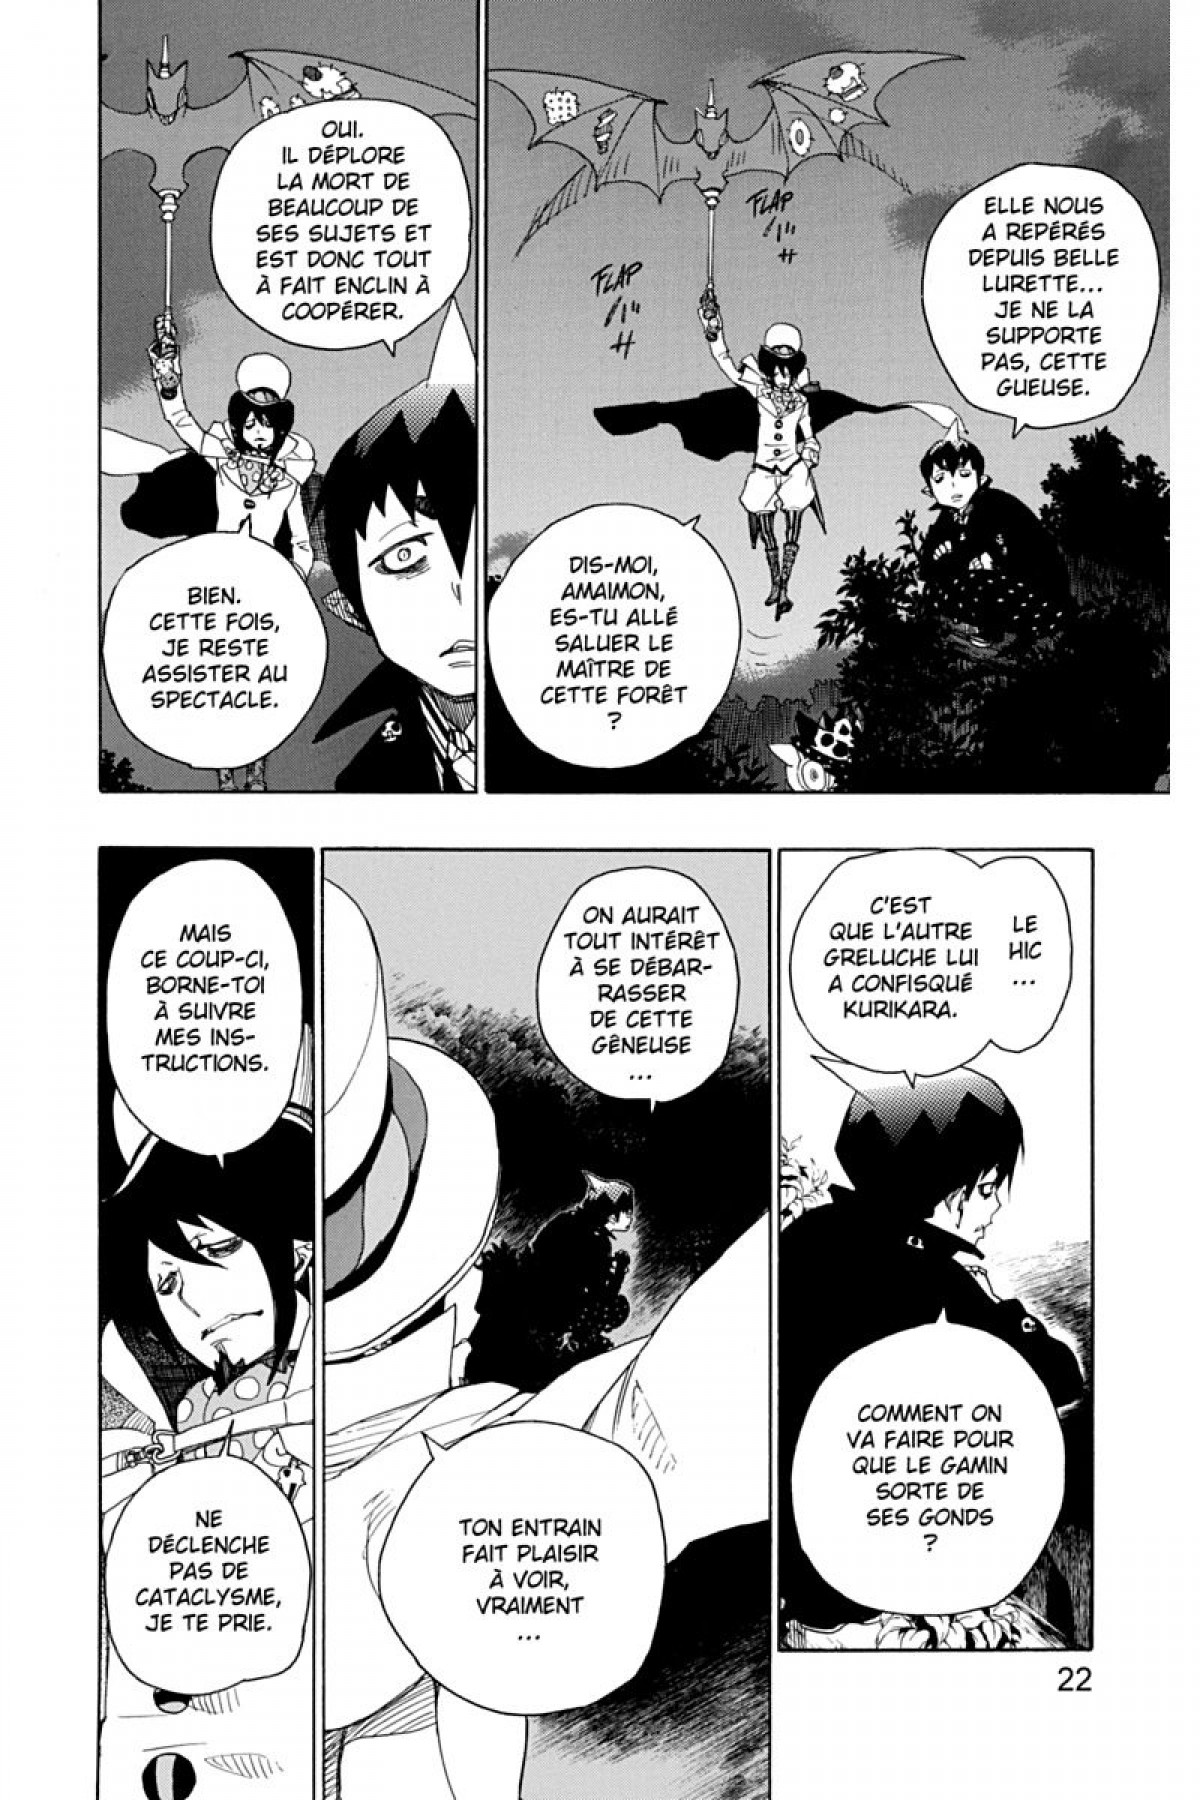 ELLE NOUS
A REPÉRÉS
DEPUIS BELLE
LURETTE...
JE NE LA
SUPPORTE
PAS, CETTE
GUEUSE.
FLAP
FLAP
DIS-MOI,
AMAIMON,
ES-TU ALLÉ
SALUER LE
MAÎTRE DE
CETTE FORÊT
?
OUI.
IL DÉPLORE
LA MORT DE
BEAUCOUP DE
SES SUJETS ET
EST DONC TOUT
À FAIT ENCLIN À
COOPÉRER.
BIEN.
CETTE FOIS,
JE RESTE
ASSISTER AU
SPECTACLE.
LE
HIC
...
C'EST
QUE L'AUTRE
GRELUCHE LUI
A CONFISQUÉ
KURIKARA.
COMMENT ON
VA FAIRE POUR
QUE LE GAMIN
SORTE DE
SES GONDS
?
ON AURAIT
TOUT INTÉRÊT
À SE DÉBAR-
RASSER
DE CETTE
GÊNEUSE
...
TON ENTRAIN
FAIT PLAISIR
À VOIR,
VRAIMENT
...
MAIS
CE COUP-CI,
BORNE-TOI
À SUIVRE
MES INS-
TRUCTIONS.
NE
DÉCLENCHE
PAS DE
CATACLYSME,
JE TE PRIE.
22